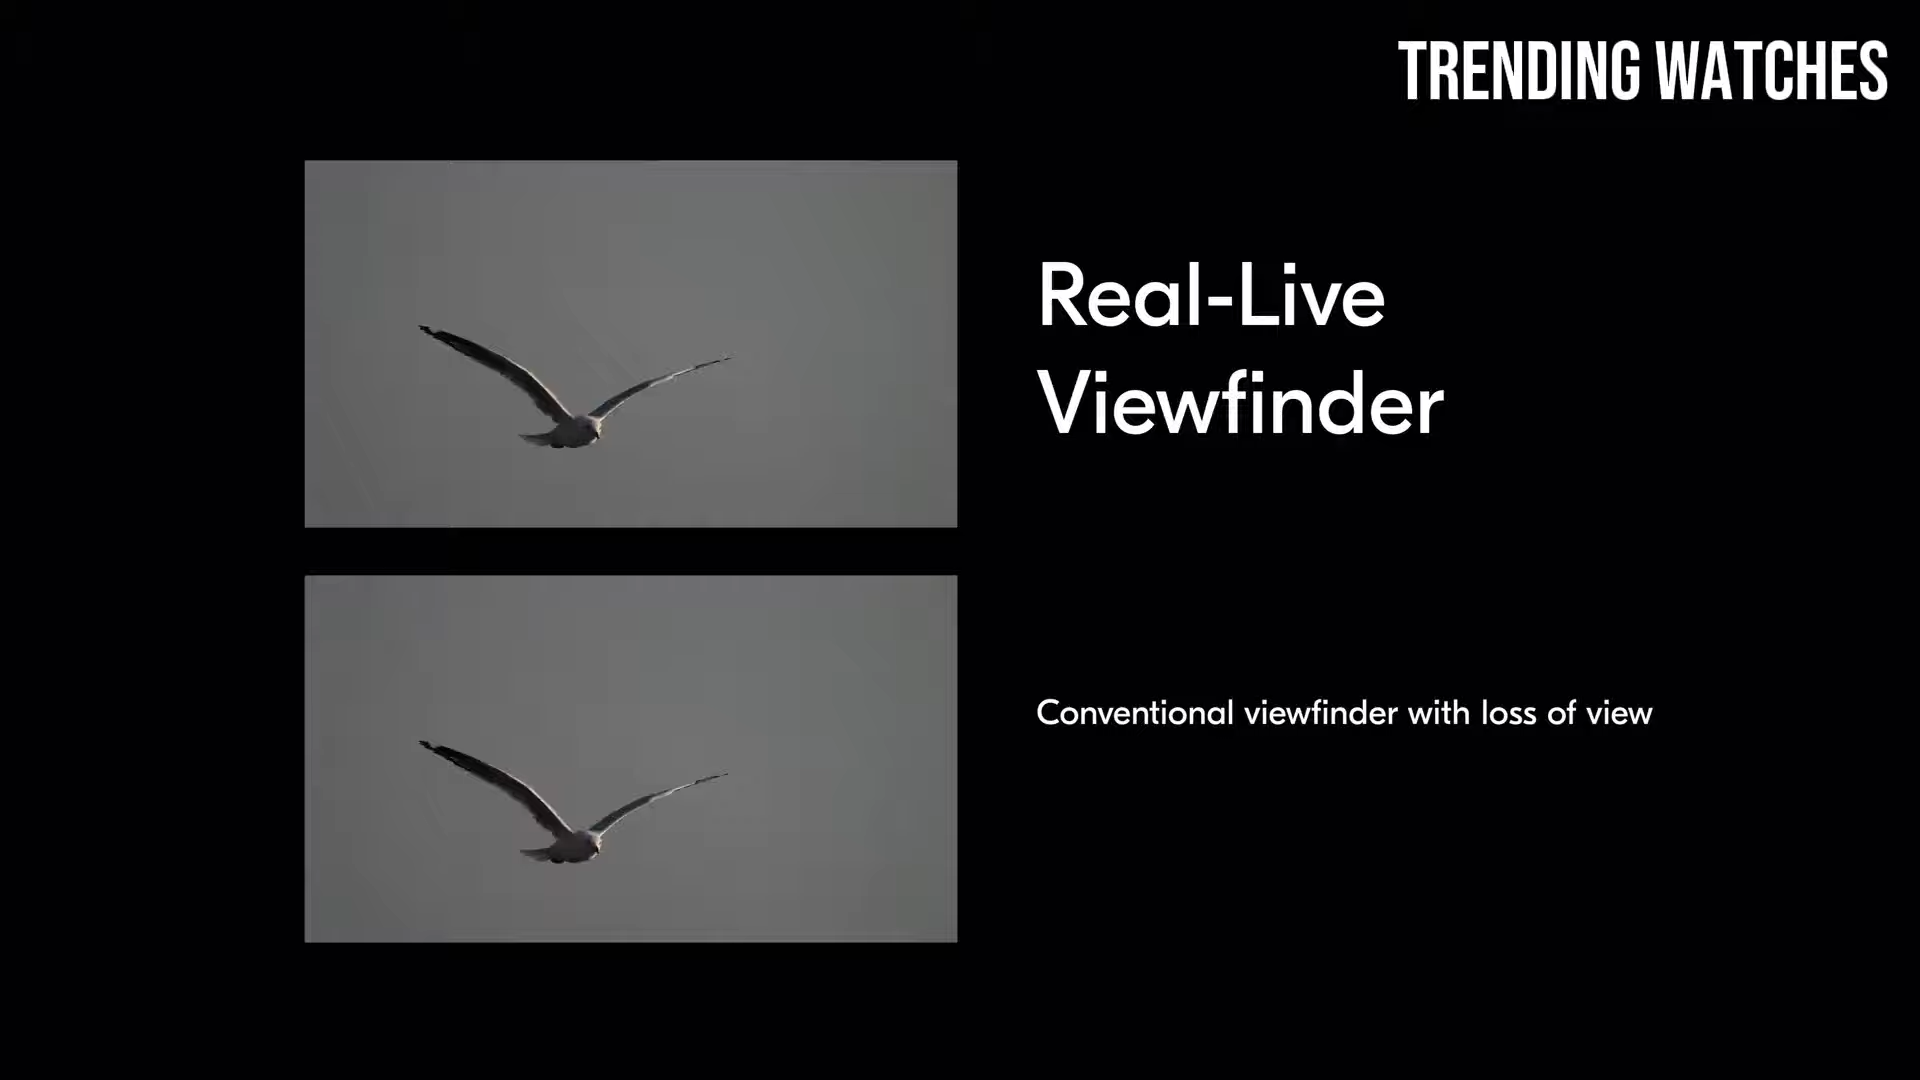 TRENDING WATCHES
Real-Live
Viewfinder
Conventional viewfinder with loss of view